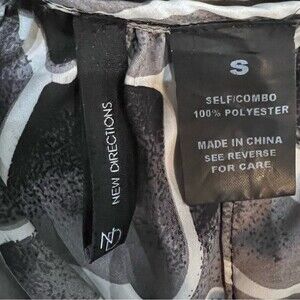 NEW DIRECTIONS
ND
S
SELF/COMBO
100% POLYESTER
MADE IN CHINA
SEE REVERSE
FOR CARE